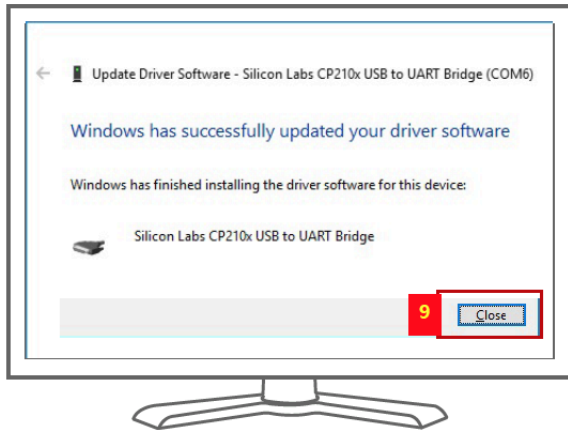 Update Driver Software - Silicon Labs CP210x USB to UART Bridge (COM6)
Windows has successfully updated your driver software
Windows has finished installing the driver software for this device:
Silicon Labs CP210x USB to UART Bridge
9 Close